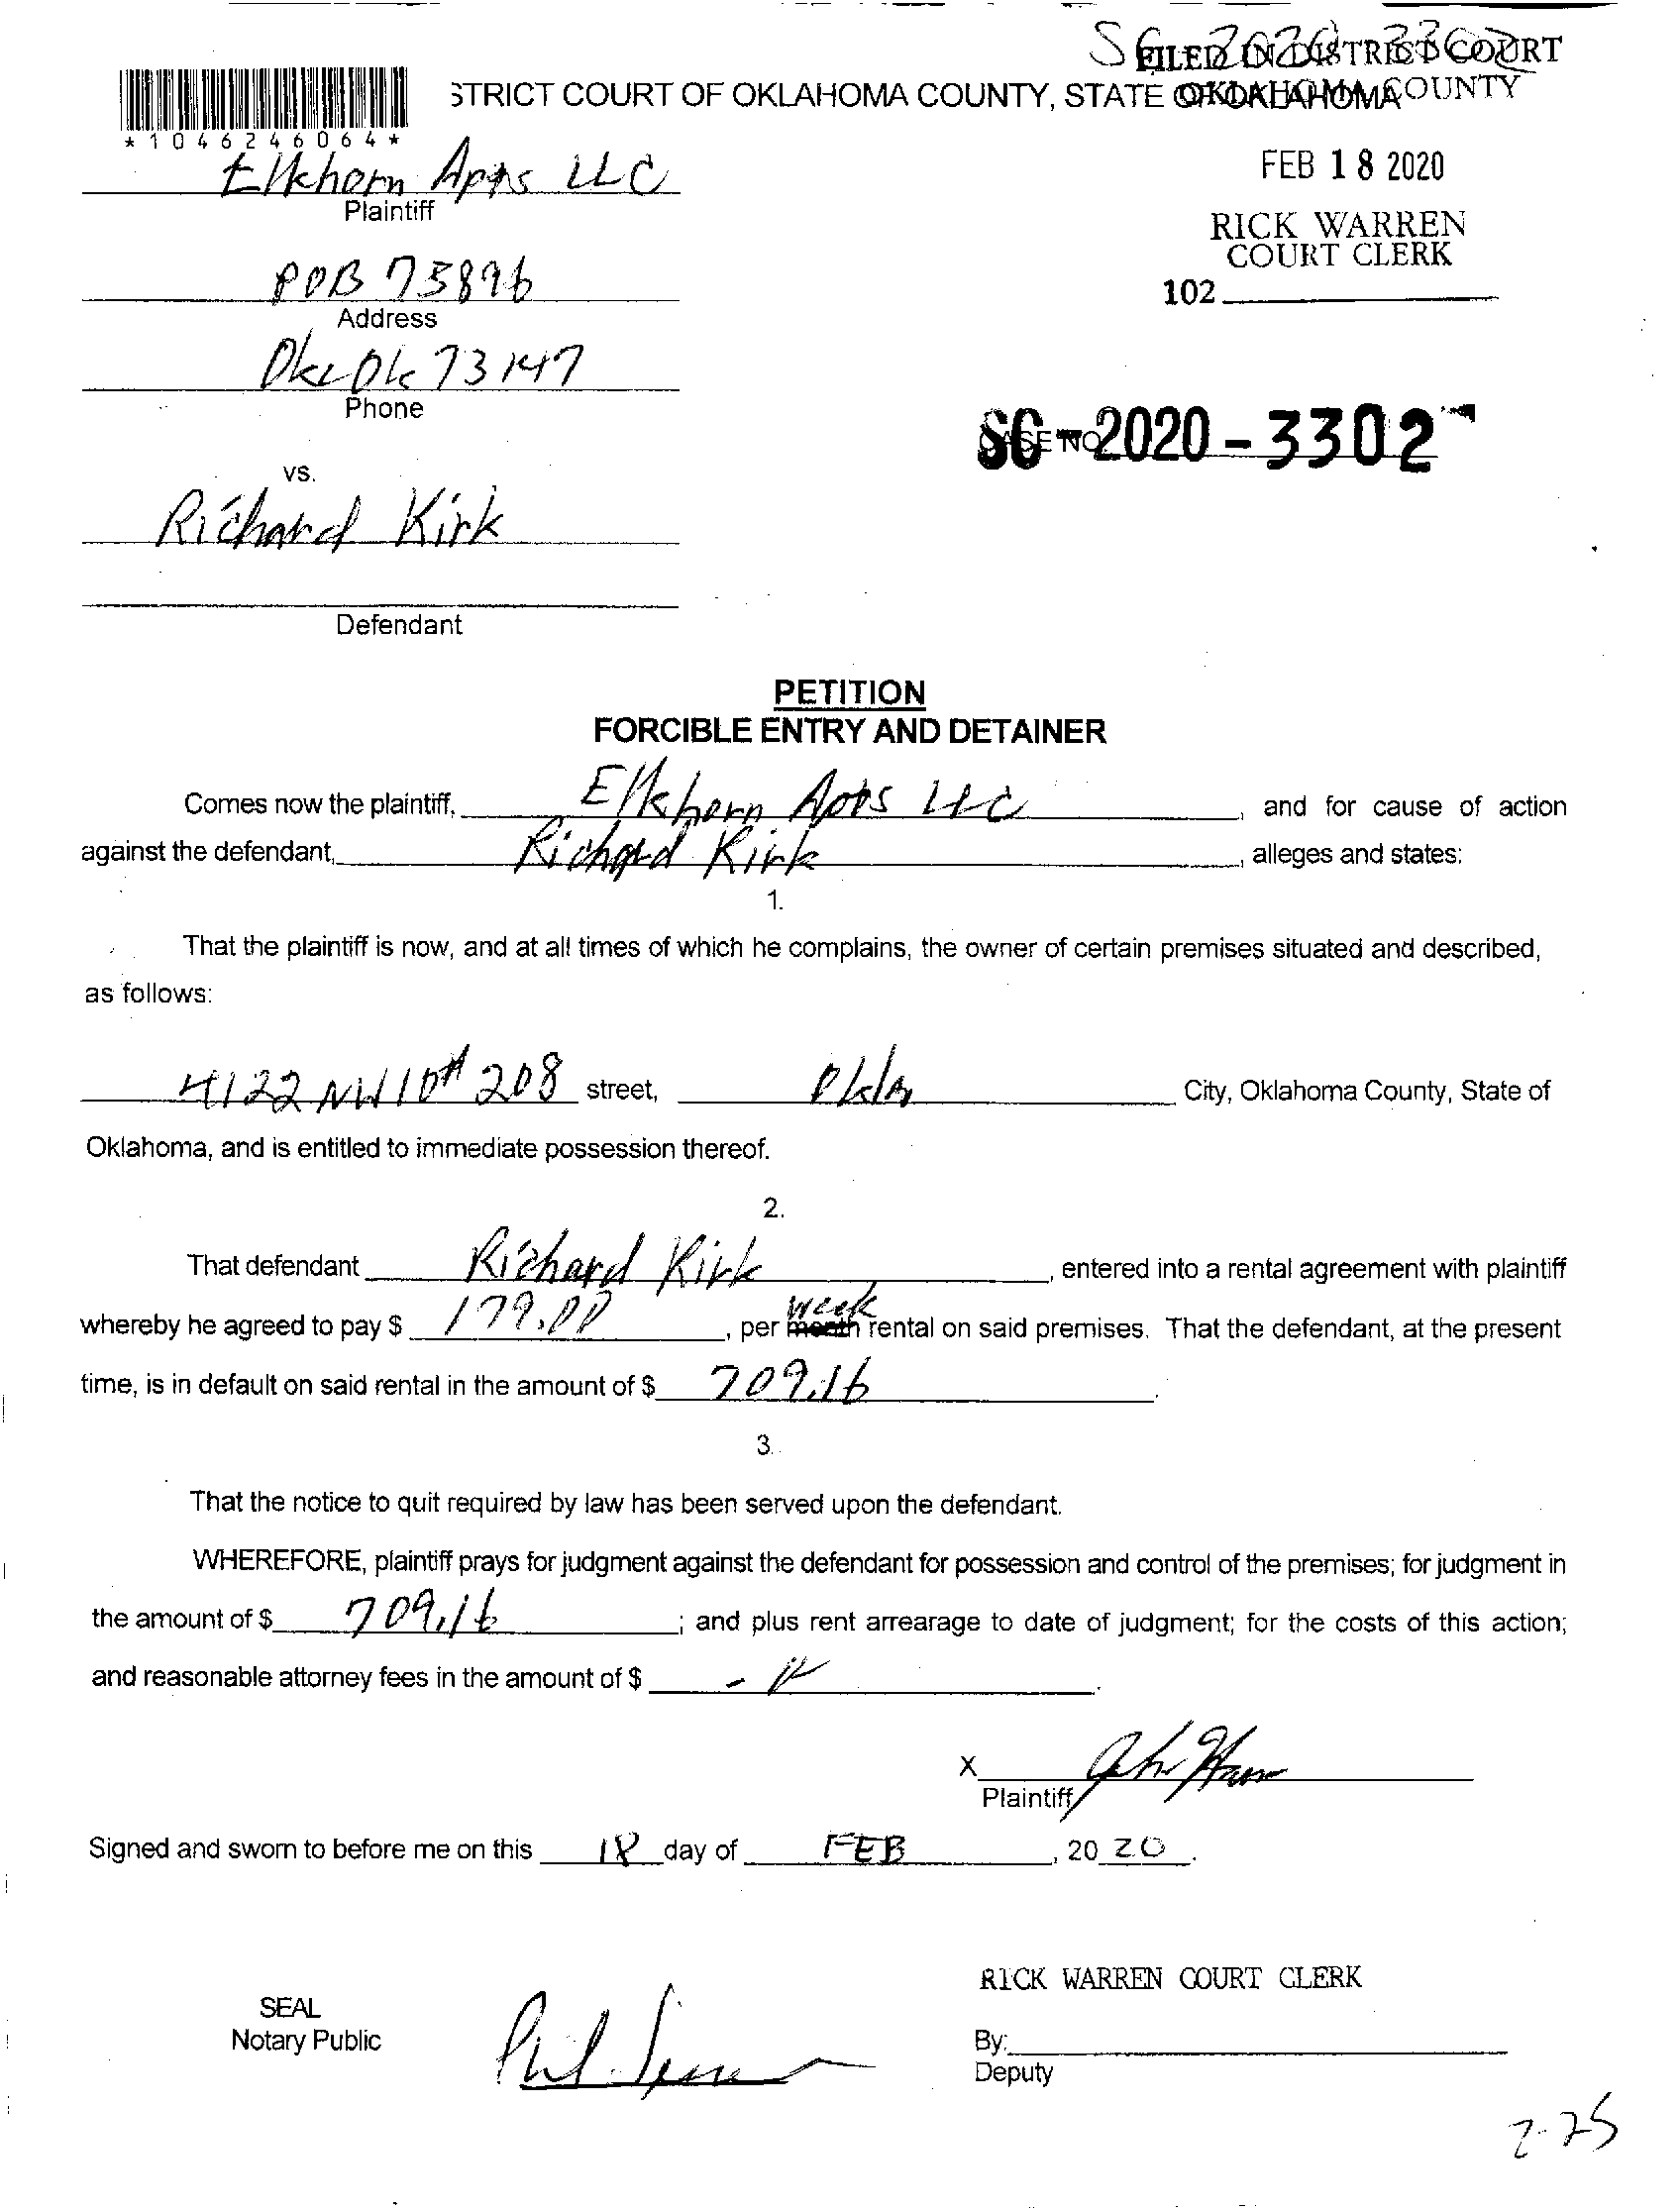 SC-2020-3302
FILED IN DISTRICT COURT
STRICT COURT OF OKLAHOMA COUNTY, STATE OF OKLAHOMA
OKLAHOMA COUNTY
*1046246064*
Elkhorn Apts LLC
Plaintiff
FEB 18 2020
RICK WARREN
COURT CLERK
102
POB 75896
Address
Okc Ok 73147
Phone
CASE NO.
SC-2020-3302
vs.
Richard Kirk
Defendant
PETITION
FORCIBLE ENTRY AND DETAINER
Comes now the plaintiff, Elkhorn Apts LLC, and for cause of action
against the defendant, Richard Kirk, alleges and states:
1.
That the plaintiff is now, and at all times of which he complains, the owner of certain premises situated and described,
as follows:
4122 NW 10 # 208 street, Okla City, Oklahoma County, State of
Oklahoma, and is entitled to immediate possession thereof.
2.
That defendant Richard Kirk, entered into a rental agreement with plaintiff
whereby he agreed to pay $ 179.00, per month week rental on said premises. That the defendant, at the present
time, is in default on said rental in the amount of $ 709.16.
3.
That the notice to quit required by law has been served upon the defendant.
WHEREFORE, plaintiff prays for judgment against the defendant for possession and control of the premises; for judgment in
the amount of $ 709.16; and plus rent arrearage to date of judgment; for the costs of this action;
and reasonable attorney fees in the amount of $
X
Plaintiff
Signed and sworn to before me on this 18 day of FEB, 2020.
RICK WARREN COURT CLERK
SEAL
Notary Public
By:
Deputy
2-25